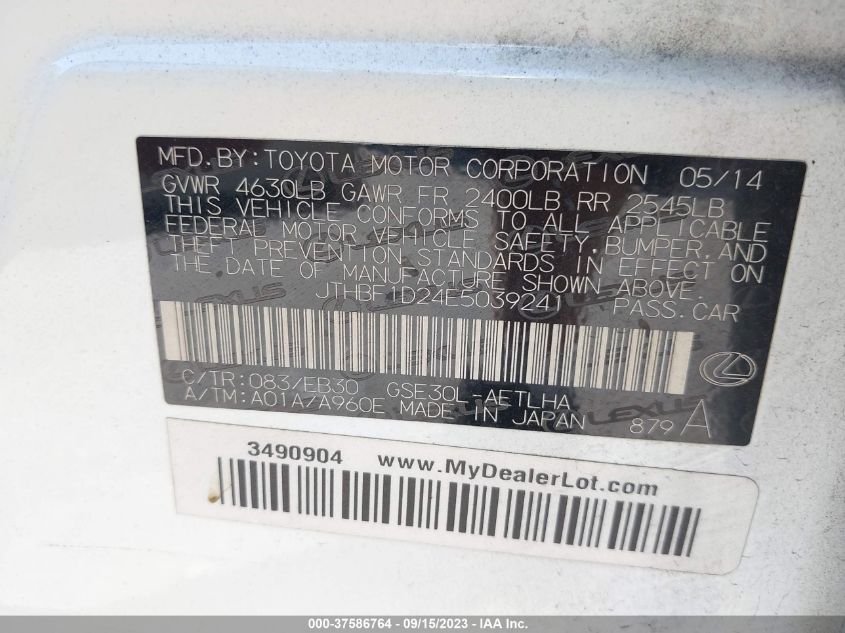 MFD. BY: TOYOTA MOTOR CORPORATION 05/14
GVWR 4630LB GAWR FR 2400LB RR 2545LB
THIS VEHICLE CONFORMS TO ALL APPLICABLE
FEDERAL MOTOR VEHICLE SAFETY, BUMPER, AND
THEFT PREVENTION STANDARDS IN EFFECT ON
THE DATE OF MANUFACTURE SHOWN ABOVE.
JTHBF1D24E5039241 PASS. CAR
C/TR: 083/EB30 GSE30L-AETLHA
A/TM: A01A/A960E MADE IN JAPAN 879 A
LEXUS
3490904 www.MyDealerLot.com
000-37586764 - 09/15/2023 - IAA Inc.